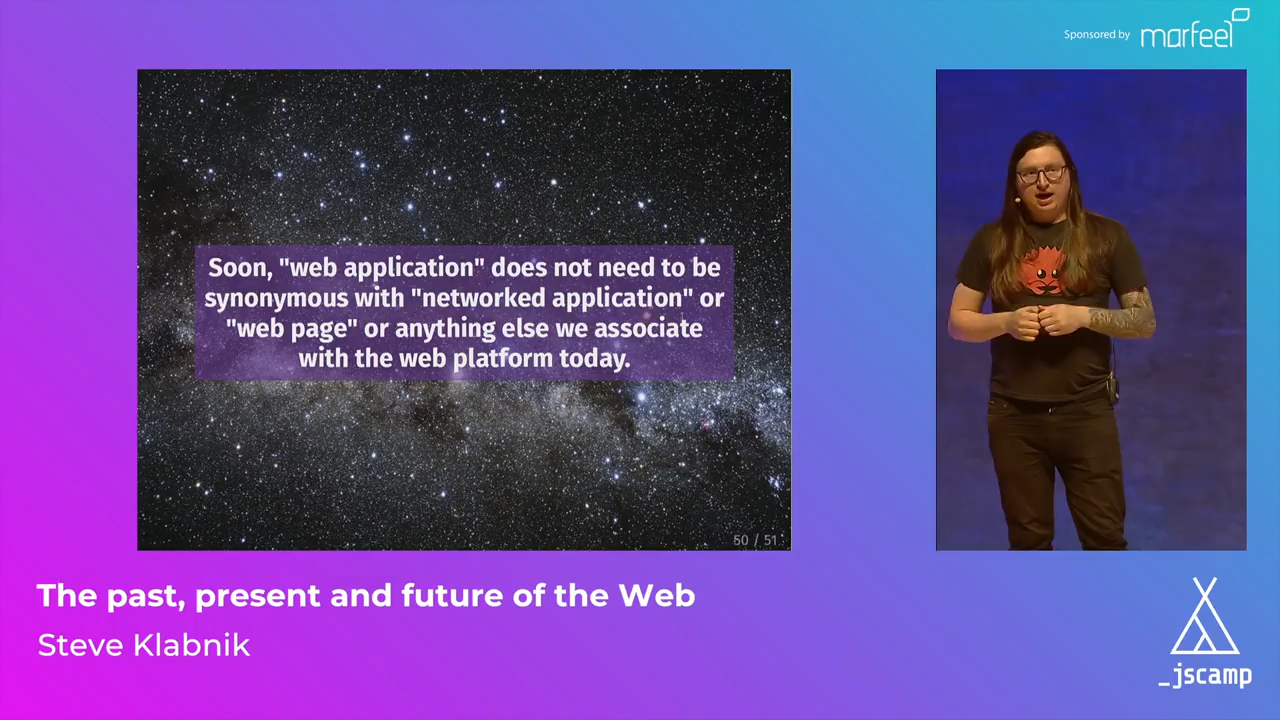 Sponsored by marfeel
Soon, "web application" does not need to be
synonymous with "networked application" or
"web page" or anything else we associate
with the web platform today.
50 / 51
The past, present and future of the Web
Steve Klabnik
_jscamp